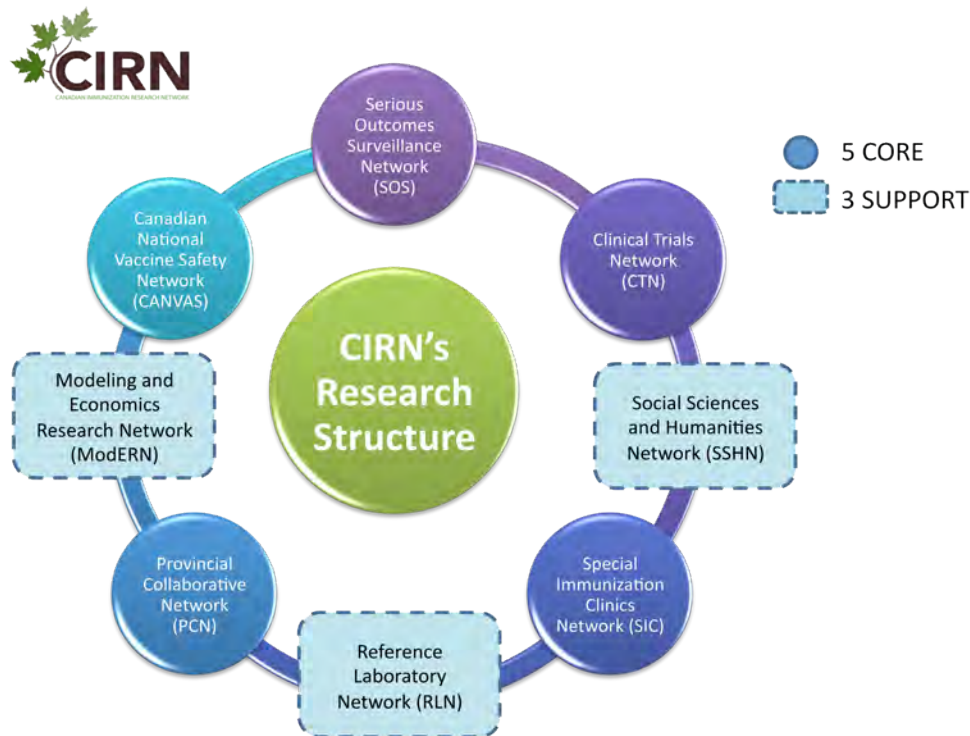 CIRN
CANADIAN IMMUNIZATION RESEARCH NETWORK
Serious
Outcomes
Surveillance
Network
(SOS)
5 CORE
3 SUPPORT
Canadian
National
Vaccine Safety
Network
(CANVAS)
Clinical Trials
Network
(CTN)
CIRN's
Research
Structure
Modeling and
Economics
Research Network
(ModERN)
Social Sciences
and Humanities
Network (SSHN)
Provincial
Collaborative
Network
(PCN)
Special
Immunization
Clinics
Network (SIC)
Reference
Laboratory
Network (RLN)